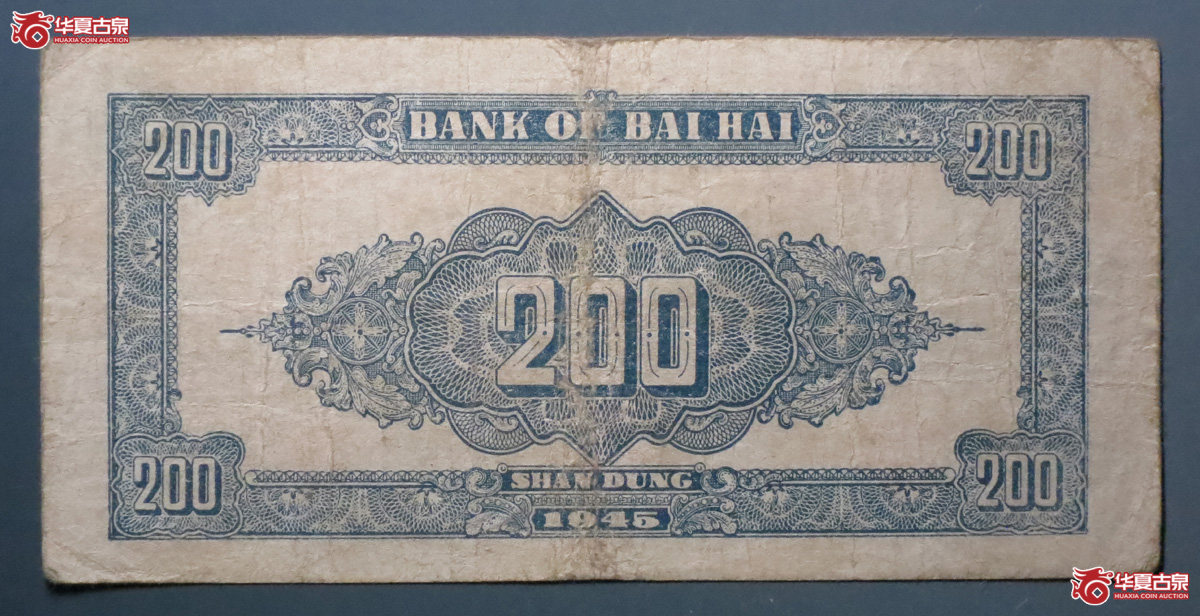 华夏古泉
HUAXIA COIN AUCTION
200
BANK OF BAI HAI
200
200
200
SHAN DUNG
200
1945
华夏古泉
HUAXIA COIN AUCTION